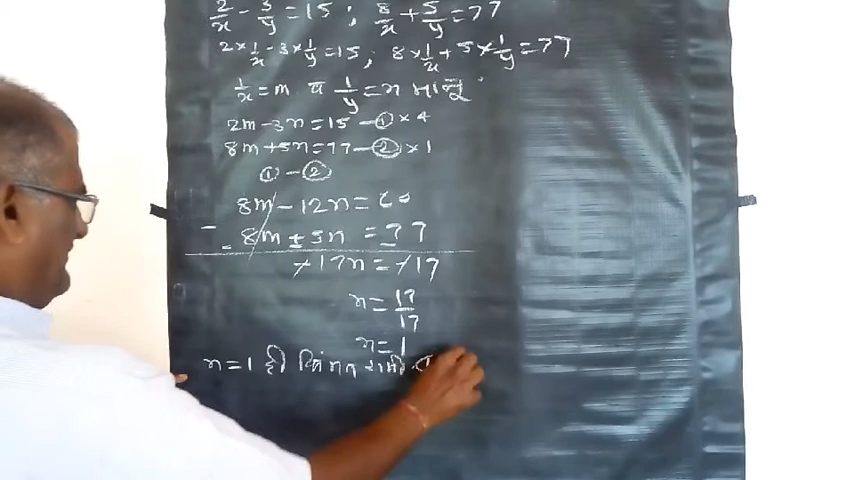 2/x - 3/y = 15 ; 8/x + 5/y = 77
2 × 1/x - 3 × 1/y = 15 ; 8 × 1/x + 5 × 1/y = 77
1/x = m व 1/y = n मानू
2m - 3n = 15 - ① × 4
8m + 5n = 77 - ② × 1
① - ②
8m - 12n = 60
- 8m ± 5n = 77
-17n = -17
n = 17/17
n = 1
n = 1 ही किंमत